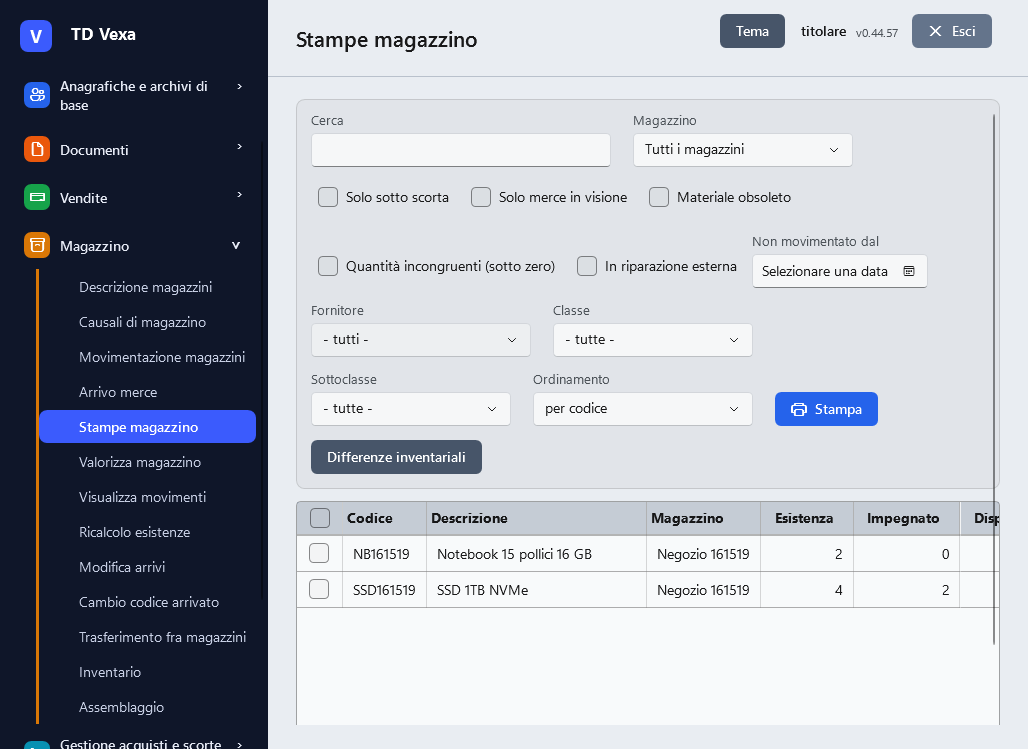 V
TD Vexa
Anagrafiche e archivi di
base
Documenti
Vendite
Magazzino
Descrizione magazzini
Causali di magazzino
Movimentazione magazzini
Arrivo merce
Stampe magazzino
Valorizza magazzino
Visualizza movimenti
Ricalcolo esistenze
Modifica arrivi
Cambio codice arrivato
Trasferimento fra magazzini
Inventario
Assemblaggio
Gestione acquisti e scorte
Stampe magazzino
Tema titolare v0.44.57 Esci
Cerca Magazzino
Tutti i magazzini
Solo sotto scorta Solo merce in visione Materiale obsoleto
Non movimentato dal
Quantità incongruenti (sotto zero) In riparazione esterna Selezionare una data
Fornitore Classe
- tutti - - tutte -
Sottoclasse Ordinamento
- tutte - per codice Stampa
Differenze inventariali
Codice Descrizione Magazzino Esistenza Impegnato
NB161519 Notebook 15 pollici 16 GB Negozio 161519 2 0
SSD161519 SSD 1TB NVMe Negozio 161519 4 2